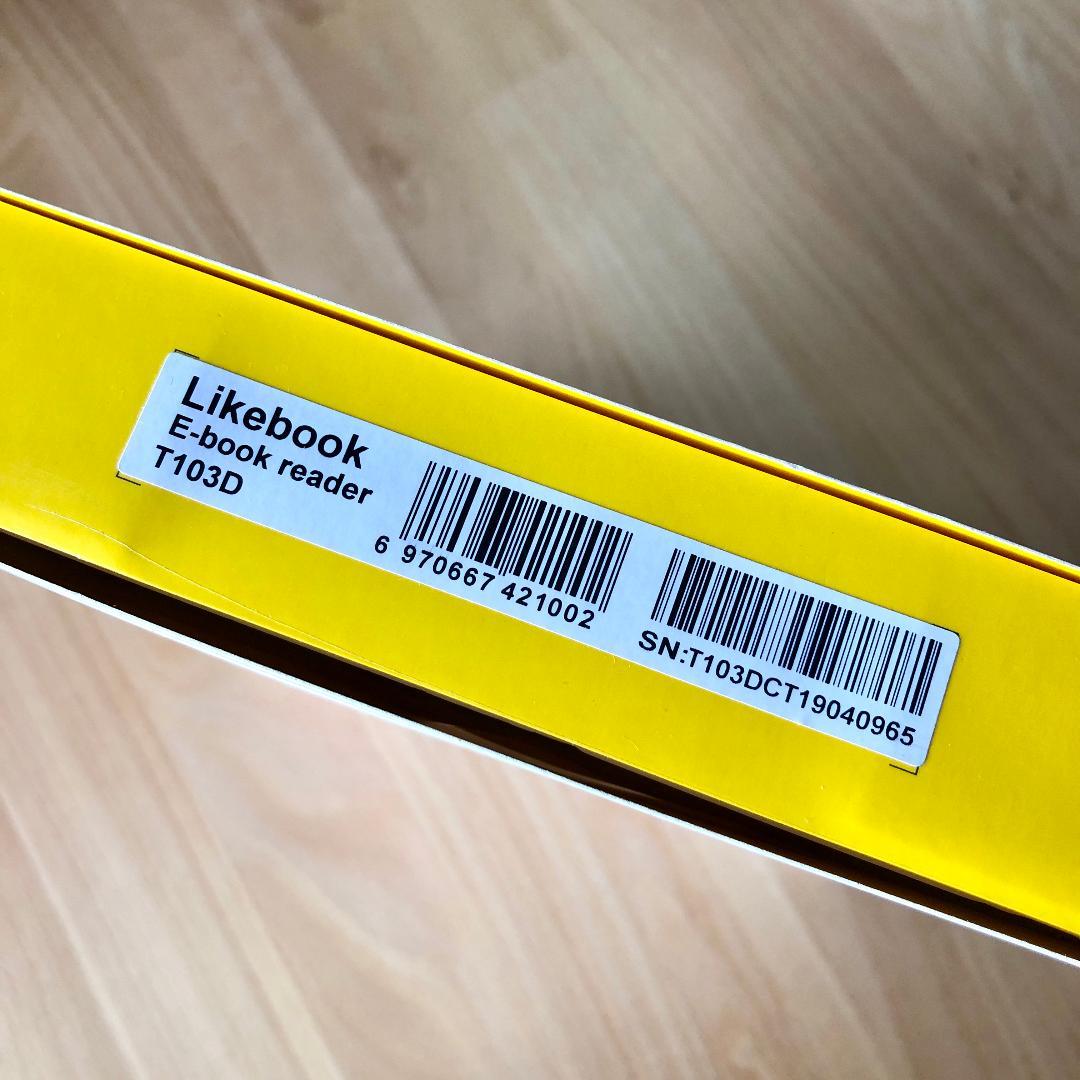 Likebook
E-book reader
T103D
6 970667 421002
SN:T103DCT19040965